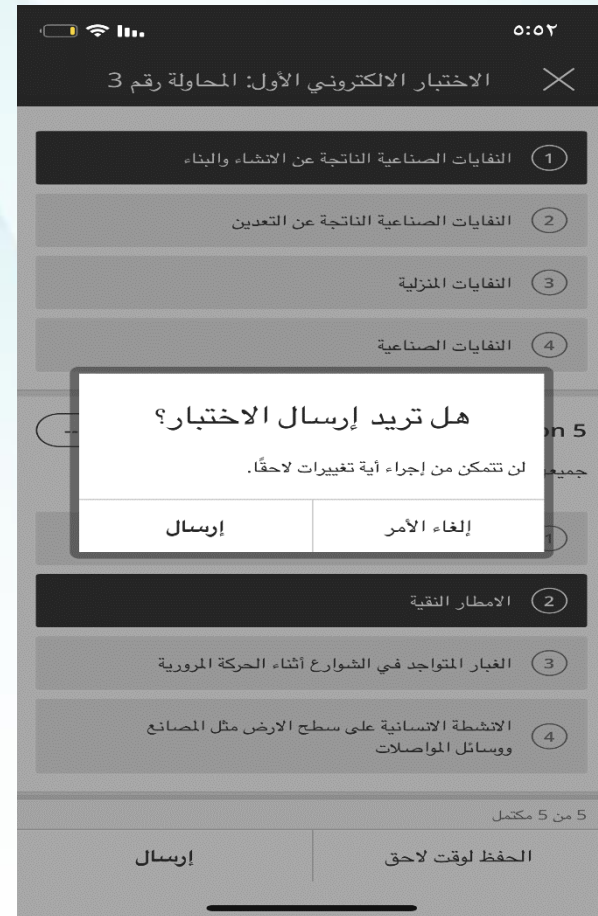 ٥:٥٢
الاختبار الالكتروني الأول: المحاولة رقم 3
1 النفايات الصناعية الناتجة عن الانشاء والبناء
2 النفايات الصناعية الناتجة عن التعدين
3 النفايات المنزلية
4 النفايات الصناعية
on 5
--
جميع
هل تريد إرسال الاختبار؟
لن تتمكن من إجراء أية تغييرات لاحقًا.
إلغاء الأمر
إرسال
1
2 الامطار النقية
3 الغبار المتواجد في الشوارع أثناء الحركة المرورية
4 الانشطة الانسانية على سطح الارض مثل المصانع
ووسائل المواصلات
5 من 5 مكتمل
الحفظ لوقت لاحق
إرسال